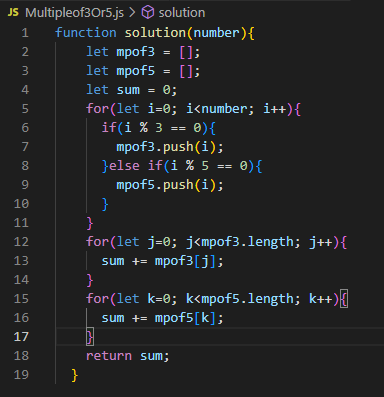 JS Multipleof3Or5.js > solution
1 function solution(number){
2 let mpof3 = [];
3 let mpof5 = [];
4 let sum = 0;
5 for(let i=0; i<number; i++){
6 if(i % 3 == 0){
7 mpof3.push(i);
8 }else if(i % 5 == 0){
9 mpof5.push(i);
10 }
11 }
12 for(let j=0; j<mpof3.length; j++){
13 sum += mpof3[j];
14 }
15 for(let k=0; k<mpof5.length; k++){
16 sum += mpof5[k];
17 }
18 return sum;
19 }